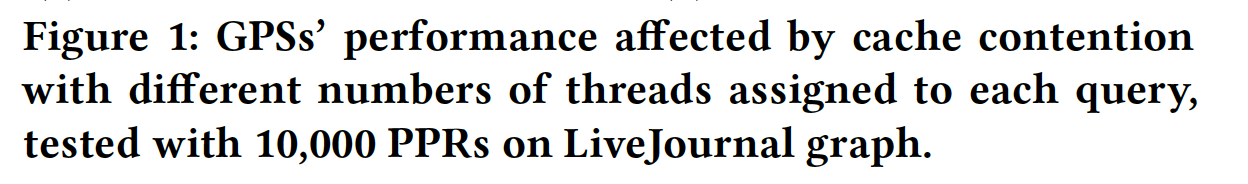 Figure 1: GPSs’ performance affected by cache contention
with different numbers of threads assigned to each query,
tested with 10,000 PPRs on LiveJournal graph.